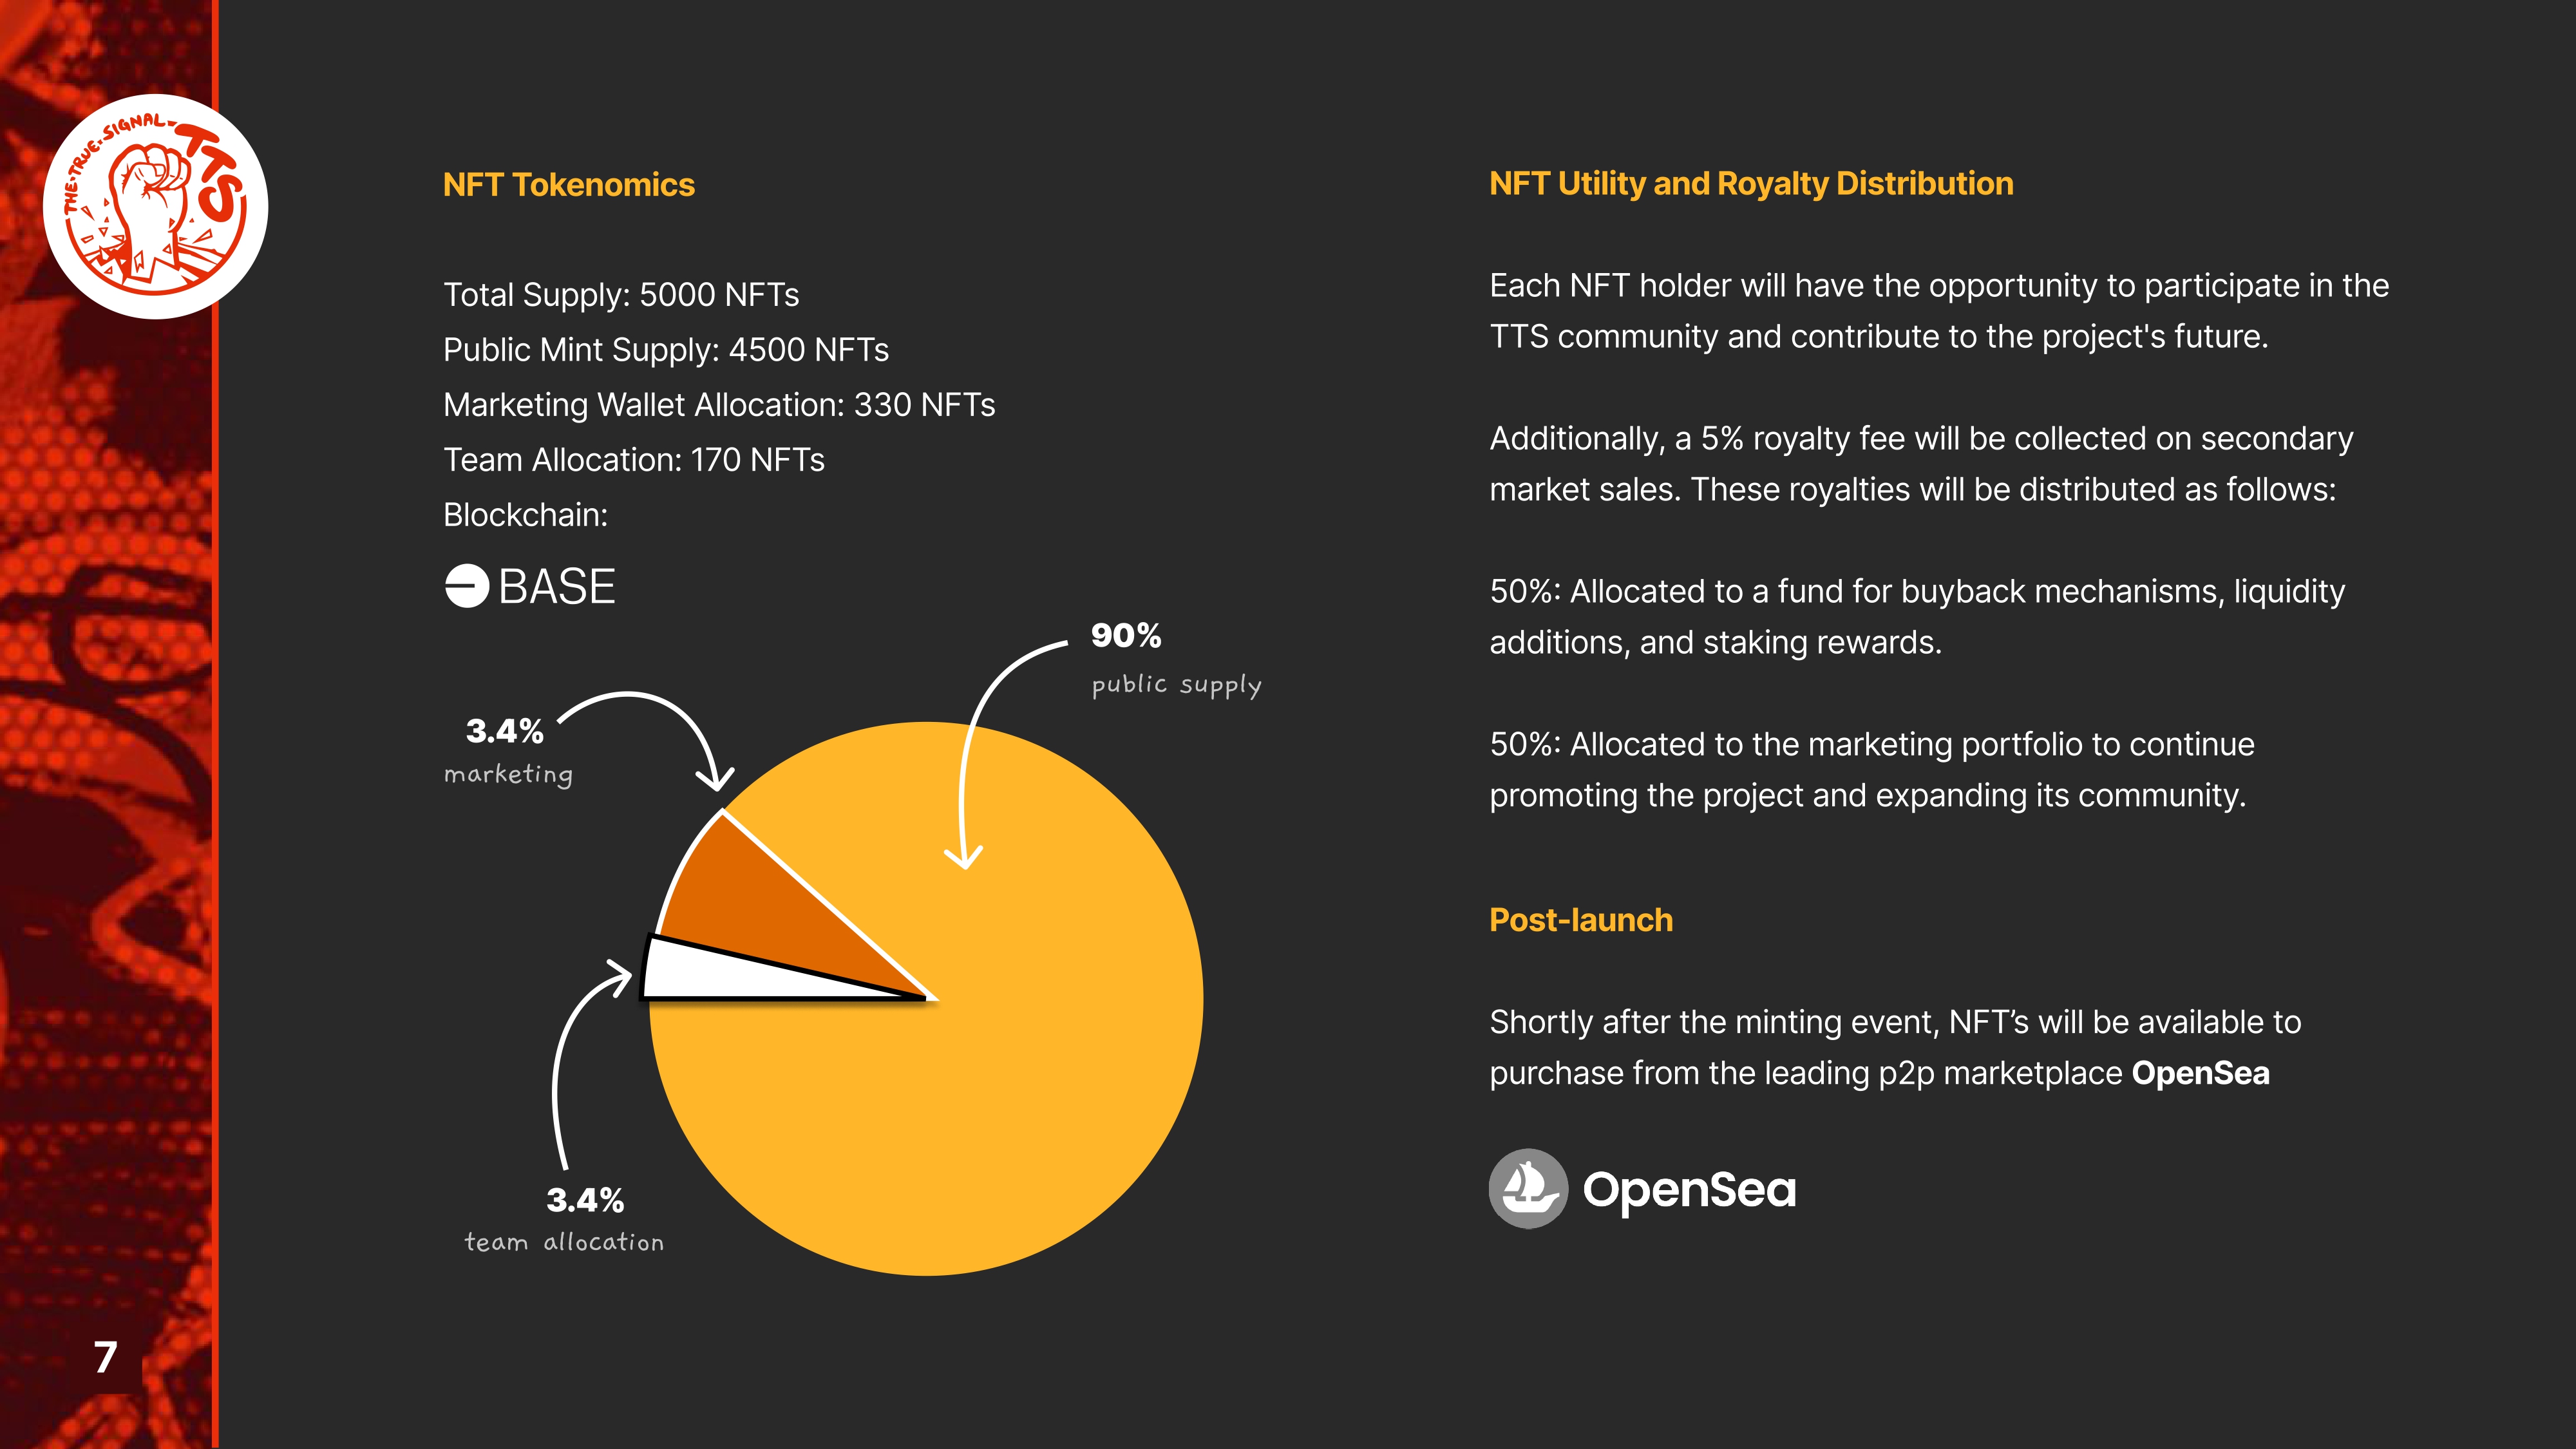 THE·TRUE·SIGNAL·TTS
NFT Tokenomics
Total Supply: 5000 NFTs
Public Mint Supply: 4500 NFTs
Marketing Wallet Allocation: 330 NFTs
Team Allocation: 170 NFTs
Blockchain:
BASE
90%
public supply
3.4%
marketing
3.4%
team allocation
NFT Utility and Royalty Distribution
Each NFT holder will have the opportunity to participate in the
TTS community and contribute to the project's future.
Additionally, a 5% royalty fee will be collected on secondary
market sales. These royalties will be distributed as follows:
50%: Allocated to a fund for buyback mechanisms, liquidity
additions, and staking rewards.
50%: Allocated to the marketing portfolio to continue
promoting the project and expanding its community.
Post-launch
Shortly after the minting event, NFT’s will be available to
purchase from the leading p2p marketplace OpenSea
OpenSea
7